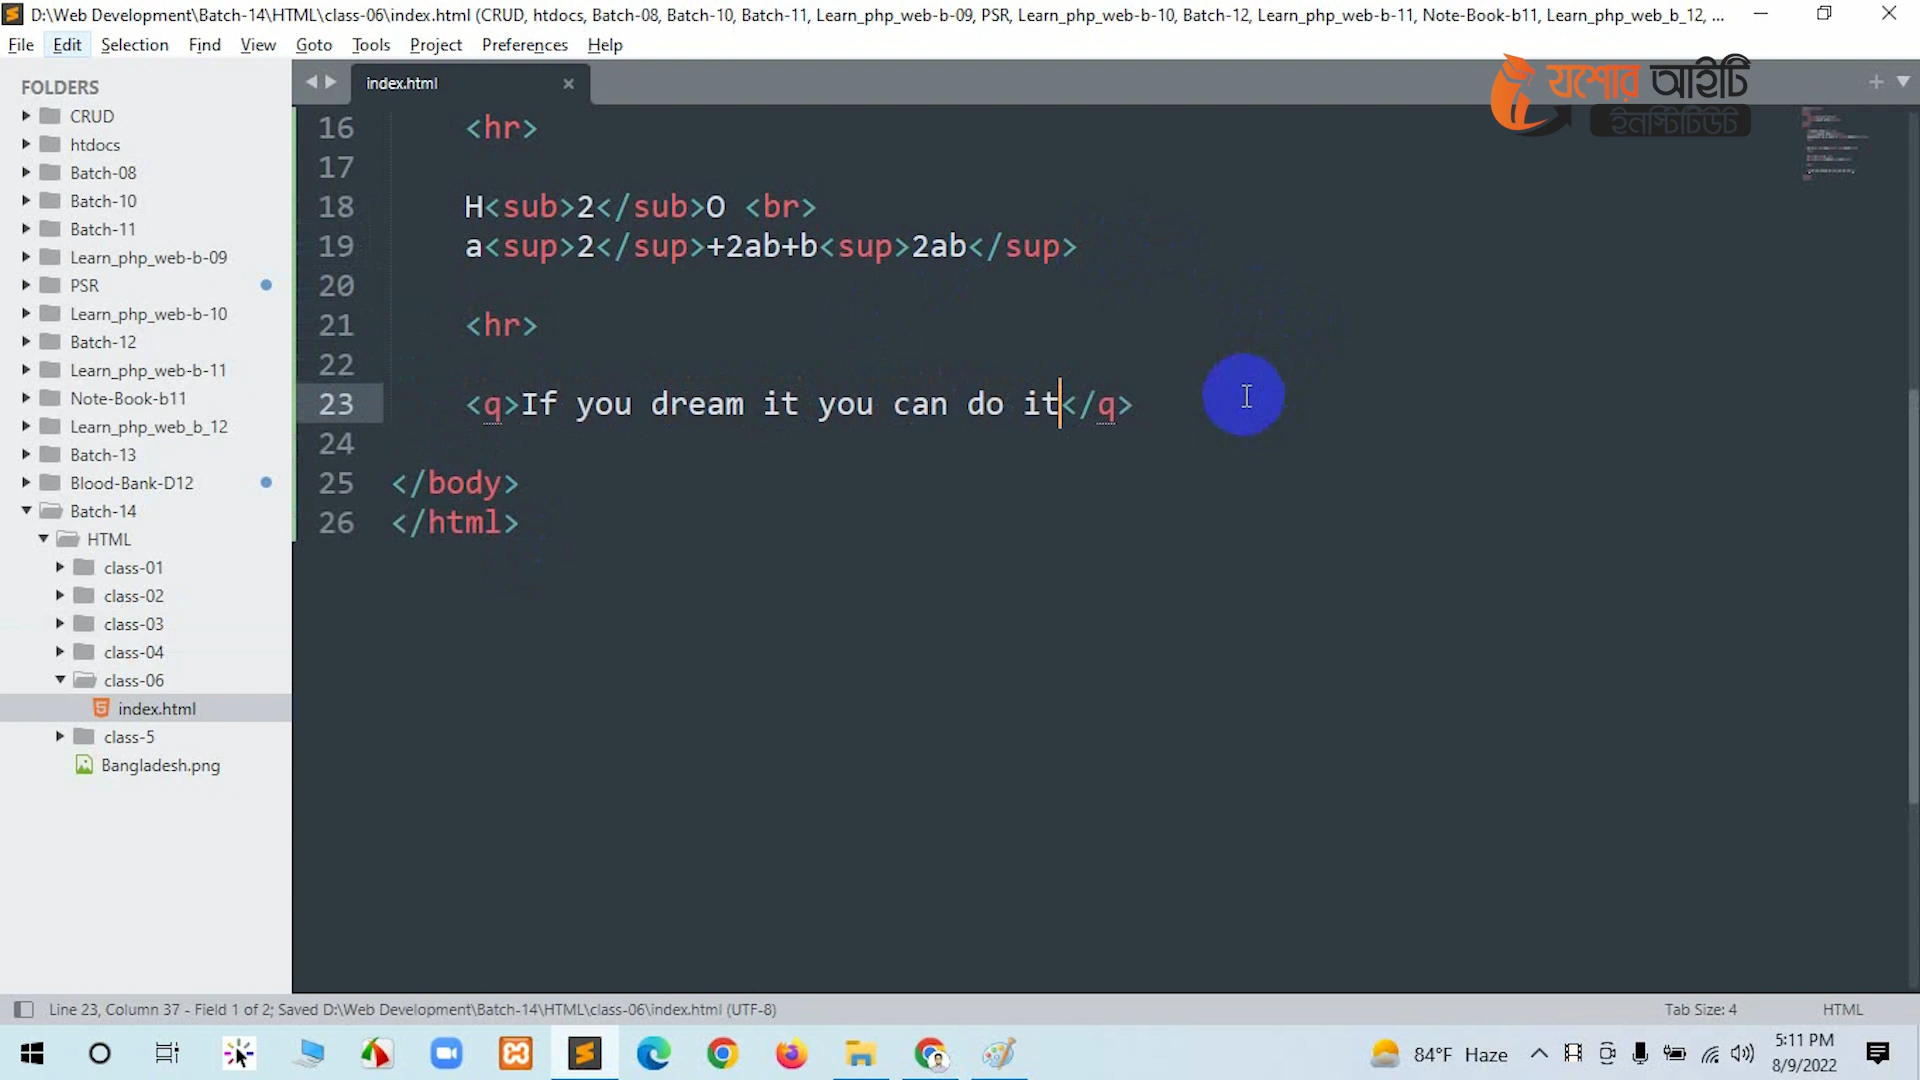 D:\Web Development\Batch-14\HTML\class-06\index.html (CRUD, htdocs, Batch-08, Batch-10, Batch-11, Learn_php_web-b-09, PSR, Learn_php_web-b-10, Batch-12, Learn_php_web-b-11, Note-Book-b11, Learn_php_web_b_12, ...
File Edit Selection Find View Goto Tools Project Preferences Help
FOLDERS
CRUD
htdocs
Batch-08
Batch-10
Batch-11
Learn_php_web-b-09
PSR
Learn_php_web-b-10
Batch-12
Learn_php_web-b-11
Note-Book-b11
Learn_php_web_b_12
Batch-13
Blood-Bank-D12
Batch-14
HTML
class-01
class-02
class-03
class-04
class-06
index.html
class-5
Bangladesh.png
index.html
যশোর আইটি
ইনস্টিটিউট
16 <hr>
17
18 H<sub>2</sub>O <br>
19 a<sup>2</sup>+2ab+b<sup>2ab</sup>
20
21 <hr>
22
23 <q>If you dream it you can do it</q>
24
25 </body>
26 </html>
Line 23, Column 37 - Field 1 of 2; Saved D:\Web Development\Batch-14\HTML\class-06\index.html (UTF-8)
Tab Size: 4
HTML
84°F Haze
5:11 PM
8/9/2022